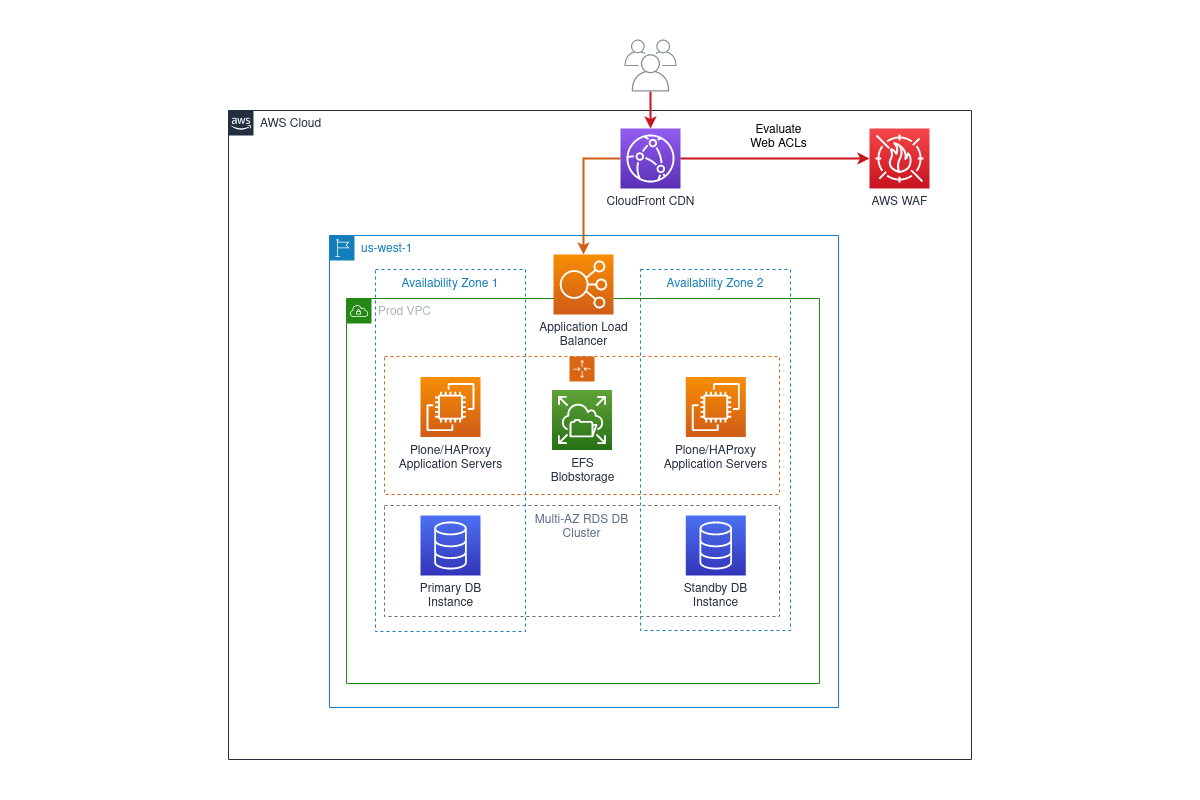 aws
AWS Cloud
Evaluate
Web ACLs
CloudFront CDN
AWS WAF
us-west-1
Availability Zone 1
Availability Zone 2
Prod VPC
Application Load
Balancer
Plone/HAProxy
Application Servers
EFS
Blobstorage
Plone/HAProxy
Application Servers
Multi-AZ RDS DB
Cluster
Primary DB
Instance
Standby DB
Instance